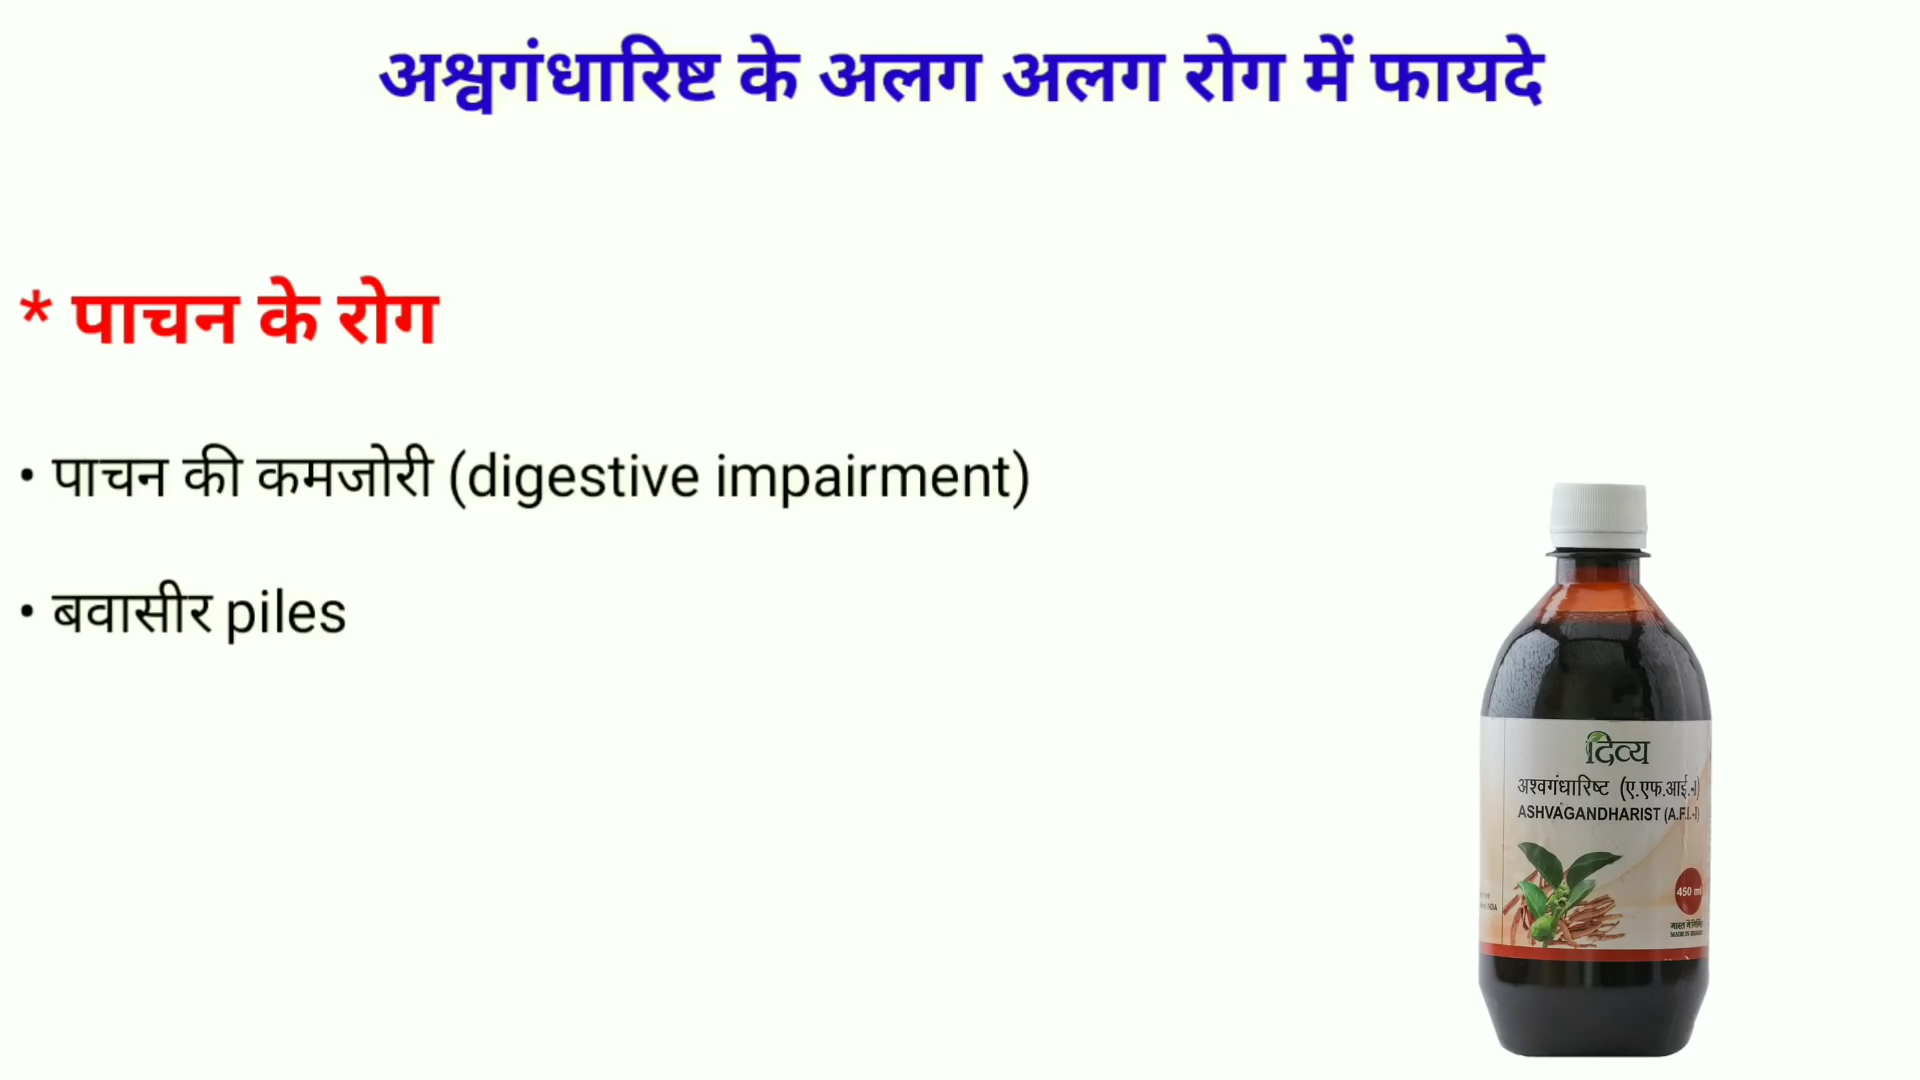 अश्वगंधारिष्ट के अलग अलग रोग में फायदे
* पाचन के रोग
• पाचन की कमजोरी (digestive impairment)
• बवासीर piles
दिव्य
अश्वगंधारिष्ट (ए.एफ.आई.-I)
ASHVAGANDHARIST (A.F.I.-I)
450 ml